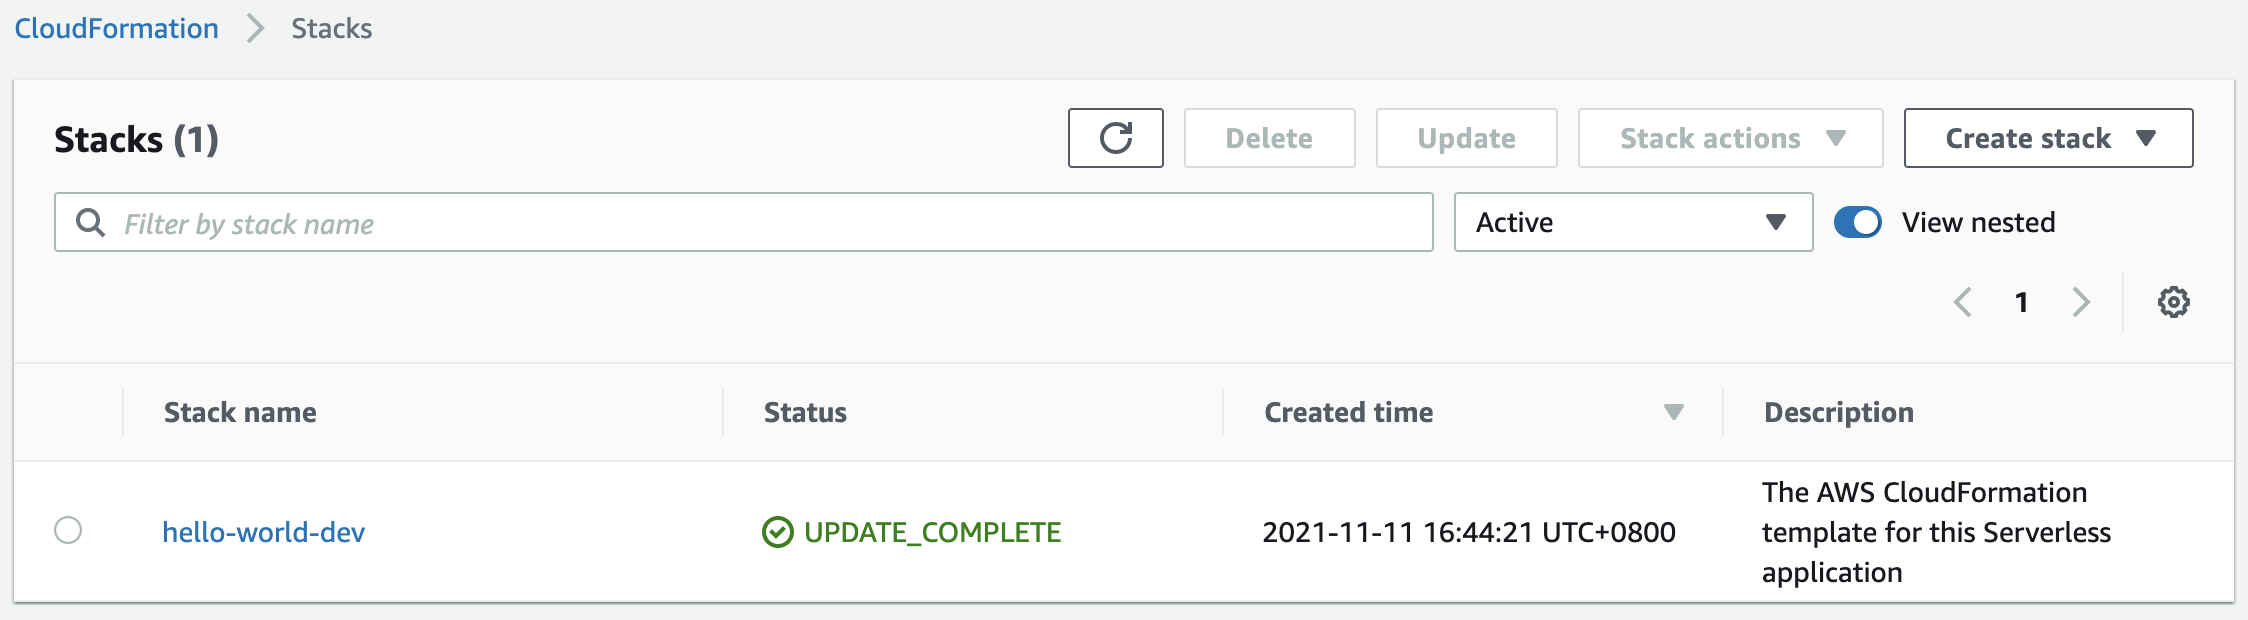 CloudFormation Stacks
Stacks (1)
Delete Update Stack actions Create stack
Filter by stack name Active View nested
1
Stack name Status Created time Description
hello-world-dev UPDATE_COMPLETE 2021-11-11 16:44:21 UTC+0800 The AWS CloudFormation
template for this Serverless
application